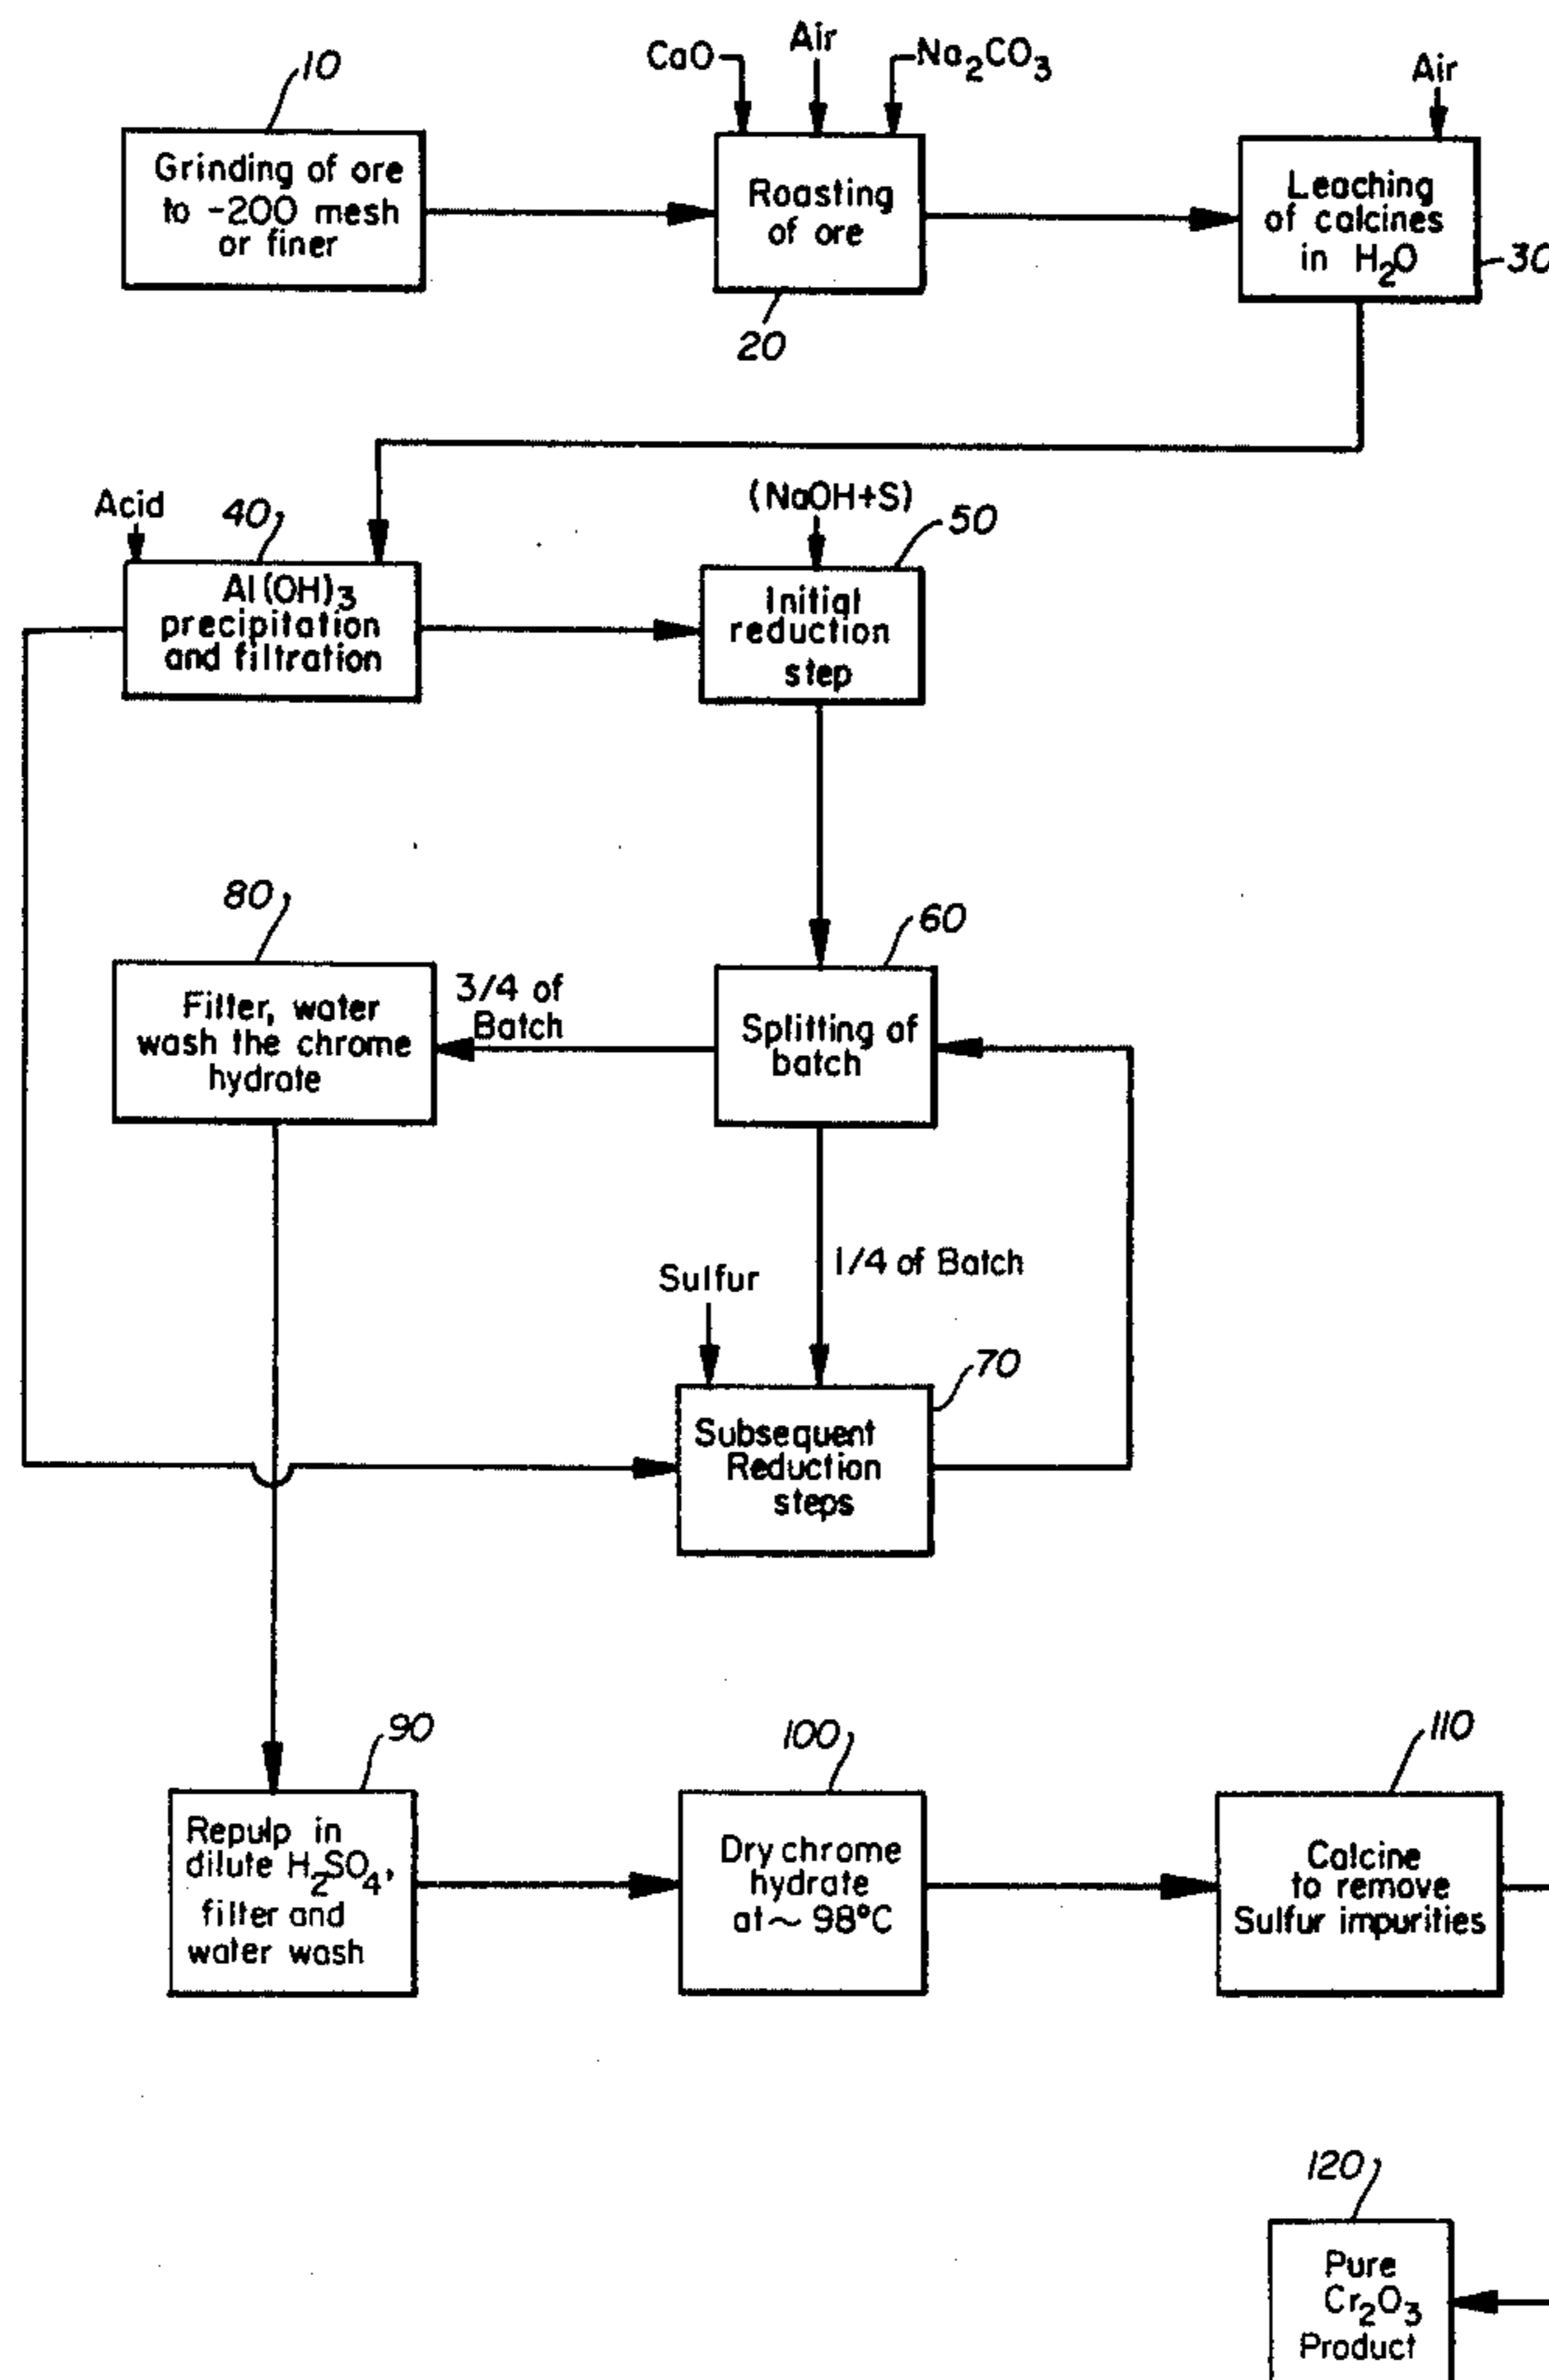 10
CaO
Air
Na2CO3
Air
Grinding of ore
to -200 mesh
or finer
Roasting
of ore
Leaching
of calcines
in H2O
30
20
Acid
40
(NaOH+S)
50
Al(OH)3
precipitation
and filtration
Initial
reduction
step
80
60
Filter, water
wash the chrome
hydrate
3/4 of
Batch
Splitting of
batch
Sulfur
1/4 of Batch
70
Subsequent
Reduction
steps
90
100
110
Repulp in
dilute H2SO4,
filter and
water wash
Dry chrome
hydrate
at ~ 98°C
Calcine
to remove
Sulfur impurities
120
Pure
Cr2O3
Product